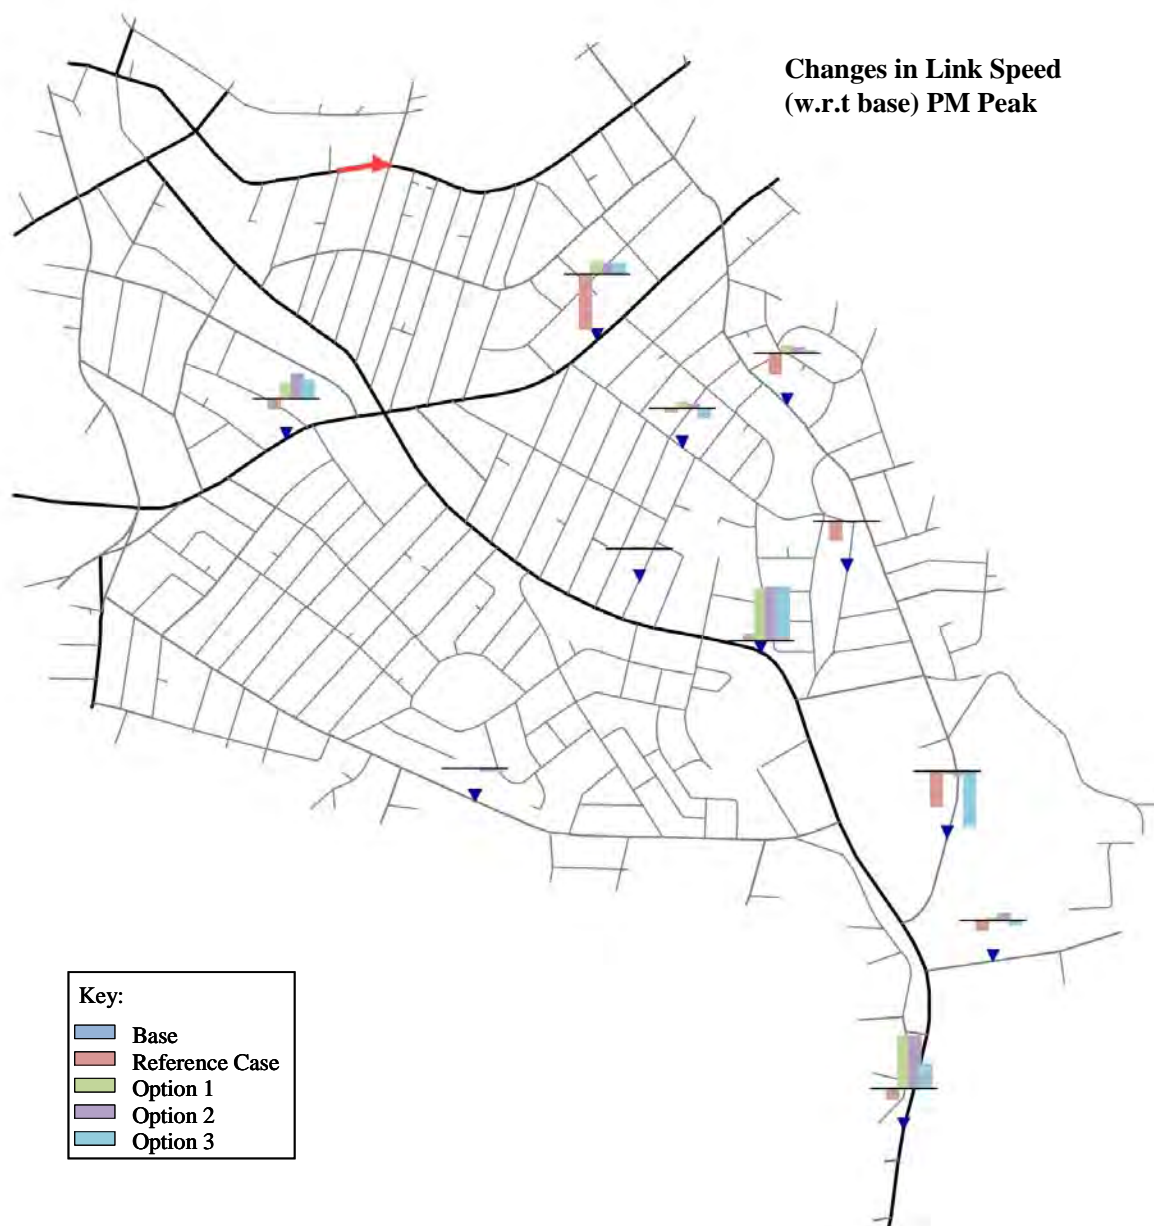 Changes in Link Speed
(w.r.t base) PM Peak
Key:
Base
Reference Case
Option 1
Option 2
Option 3